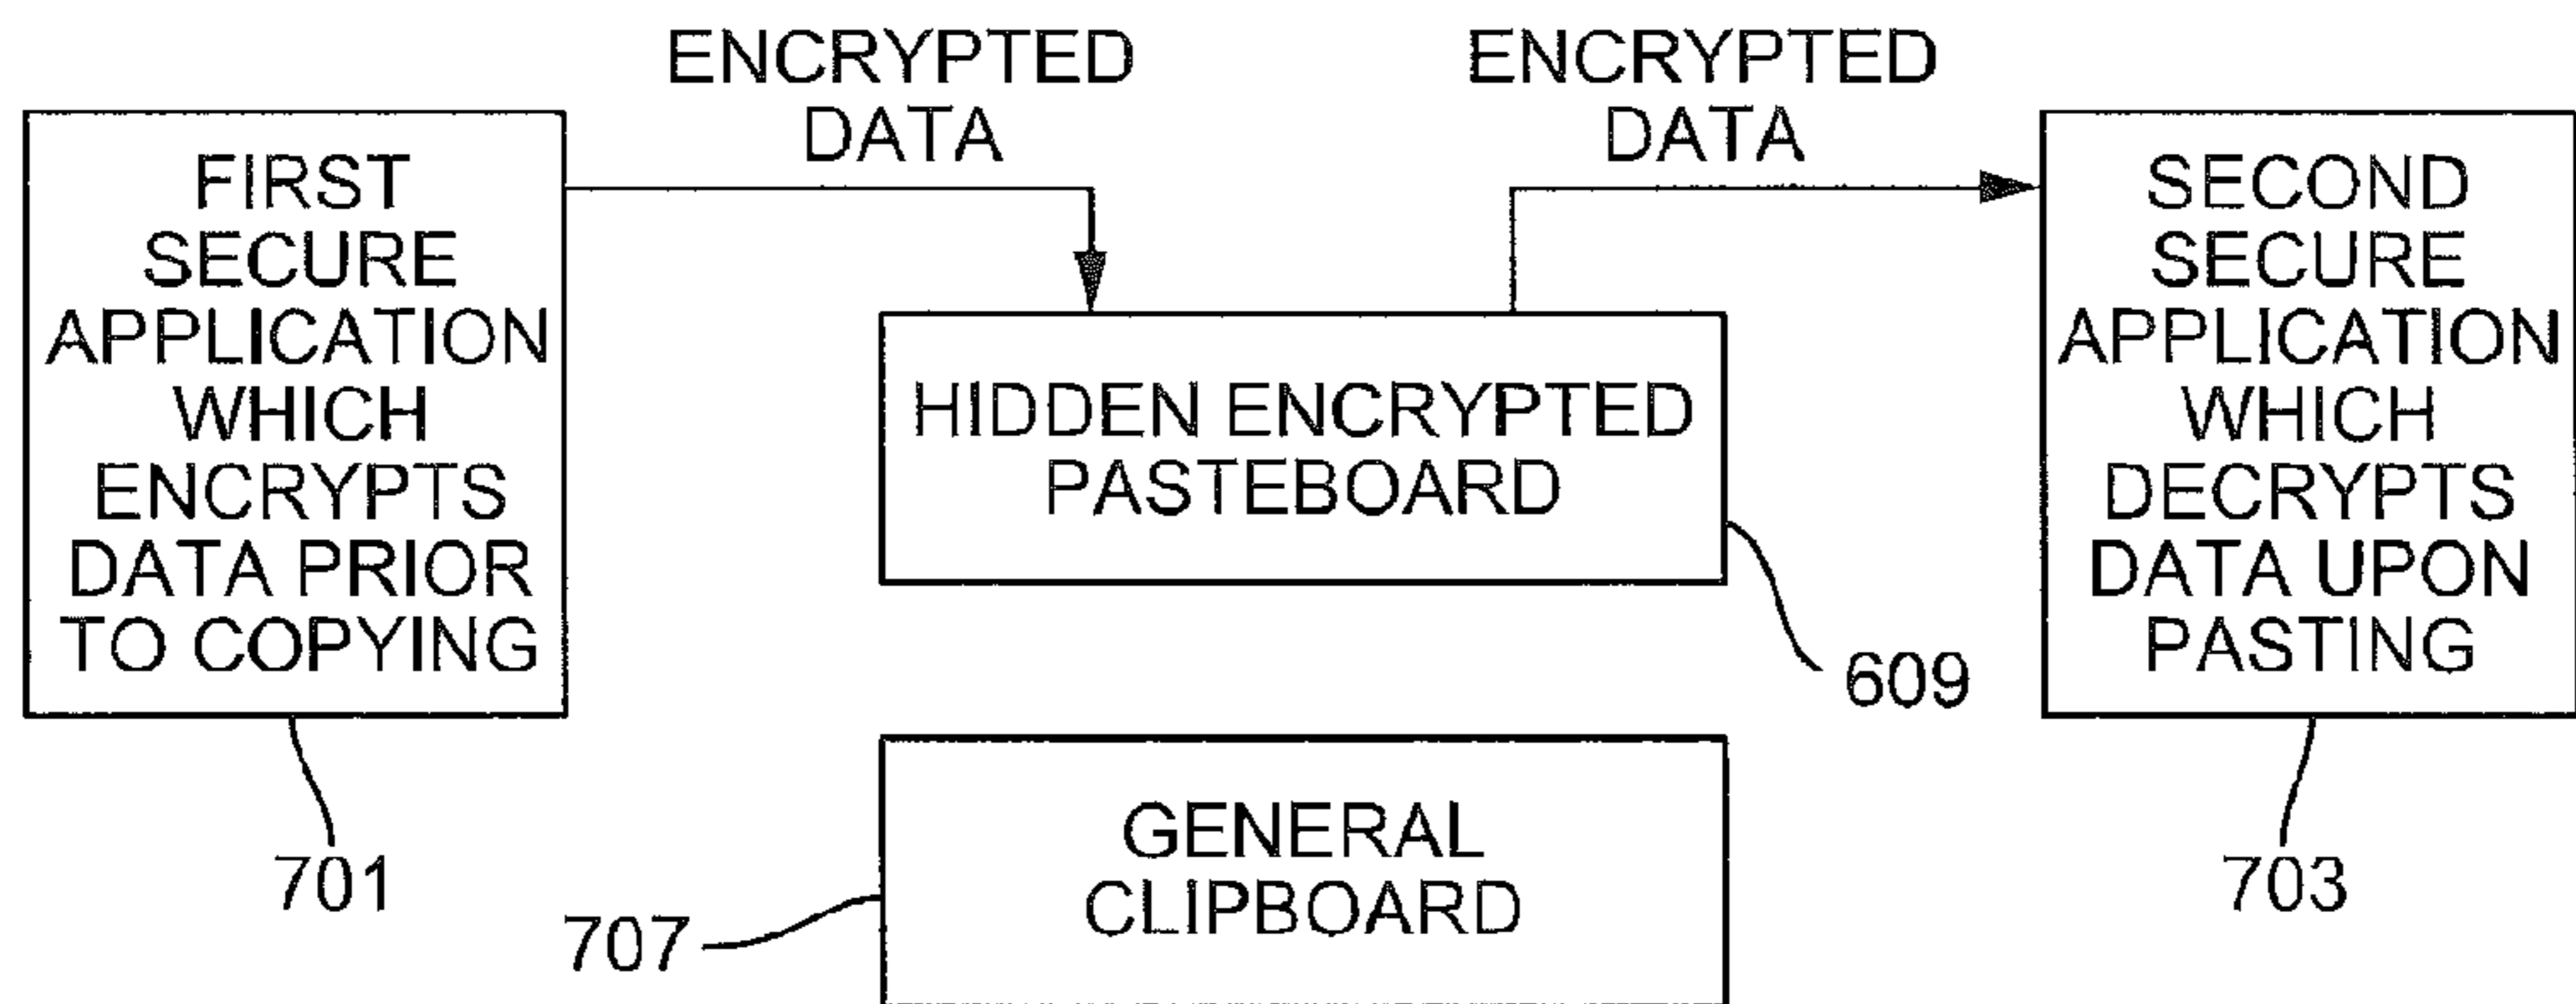 ENCRYPTED
DATA
ENCRYPTED
DATA
FIRST
SECURE
APPLICATION
WHICH
ENCRYPTS
DATA PRIOR
TO COPYING
HIDDEN ENCRYPTED
PASTEBOARD
SECOND
SECURE
APPLICATION
WHICH
DECRYPTS
DATA UPON
PASTING
609
701
GENERAL
CLIPBOARD
707
703